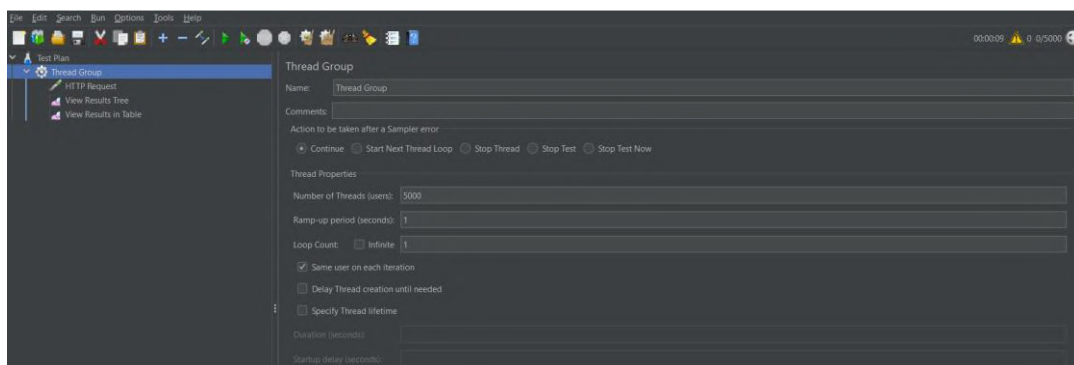 File Edit Search Run Options Tools Help
00:00:09 0 0/5000
Test Plan
Thread Group
HTTP Request
View Results Tree
View Results in Table
Thread Group
Name: Thread Group
Comments:
Action to be taken after a Sampler error
Continue Start Next Thread Loop Stop Thread Stop Test Stop Test Now
Thread Properties
Number of Threads (users): 5000
Ramp-up period (seconds): 1
Loop Count: Infinite 1
Same user on each iteration
Delay Thread creation until needed
Specify Thread lifetime
Duration (seconds):
Startup delay (seconds):